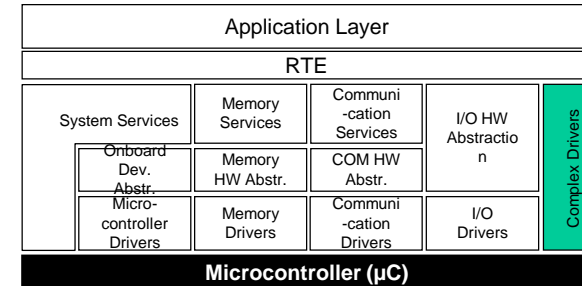 Application Layer
RTE
System Services
Memory
Services
Communi
-cation
Services
I/O HW
Abstractio
n
Complex Drivers
Onboard
Dev.
Abstr.
Memory
HW Abstr.
COM HW
Abstr.
Micro-
controller
Drivers
Memory
Drivers
Communi
-cation
Drivers
I/O
Drivers
Microcontroller (µC)